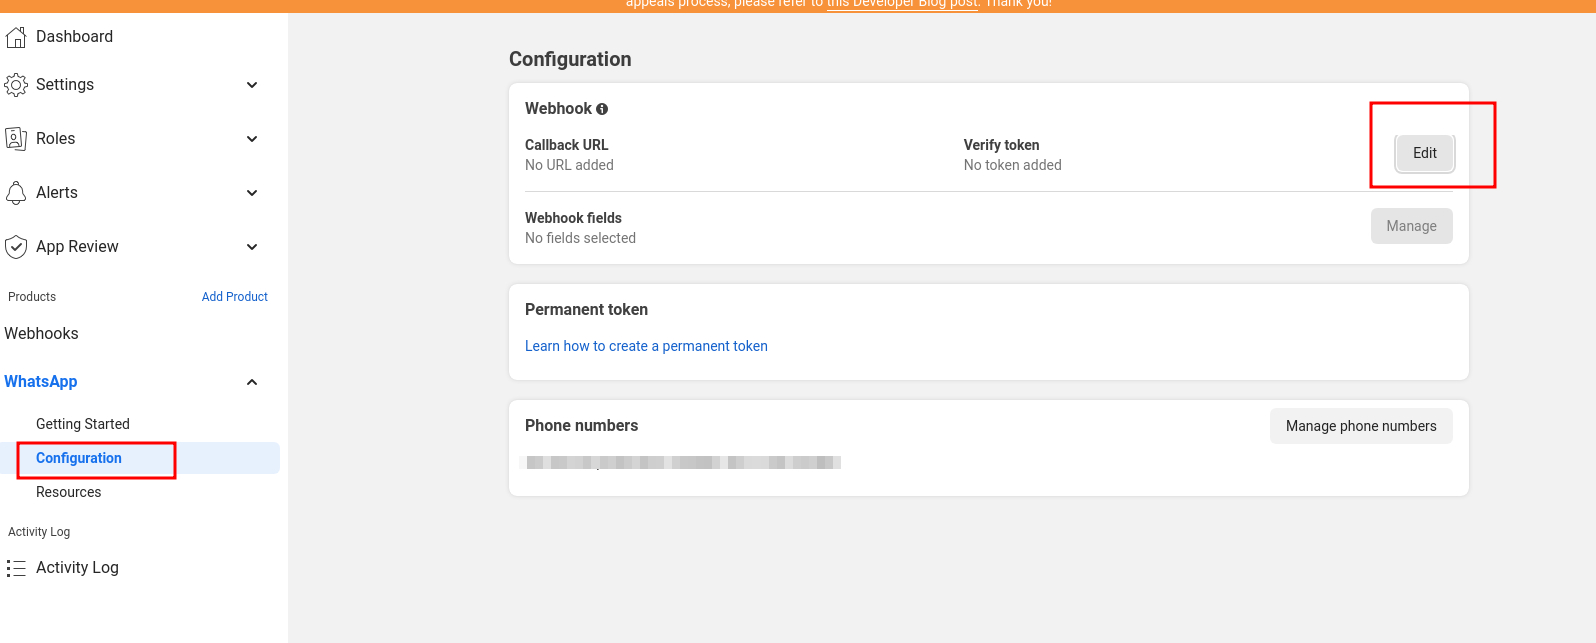 appeals process, please refer to this Developer Blog post. Thank you!
Dashboard
Settings
Roles
Alerts
App Review
Products
Add Product
Webhooks
WhatsApp
Getting Started
Configuration
Resources
Activity Log
Activity Log
Configuration
Webhook
Callback URL
No URL added
Verify token
No token added
Edit
Webhook fields
No fields selected
Manage
Permanent token
Learn how to create a permanent token
Phone numbers
Manage phone numbers